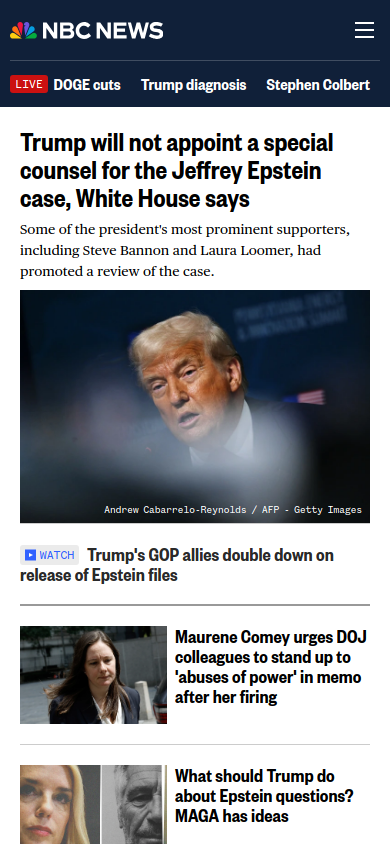 NBC NEWS
LIVE DOGE cuts Trump diagnosis Stephen Colbert
Trump will not appoint a special
counsel for the Jeffrey Epstein
case, White House says
Some of the president's most prominent supporters,
including Steve Bannon and Laura Loomer, had
promoted a review of the case.
Andrew Cabarrelo-Reynolds / AFP - Getty Images
WATCH Trump's GOP allies double down on
release of Epstein files
Maurene Comey urges DOJ
colleagues to stand up to
'abuses of power' in memo
after her firing
What should Trump do
about Epstein questions?
MAGA has ideas